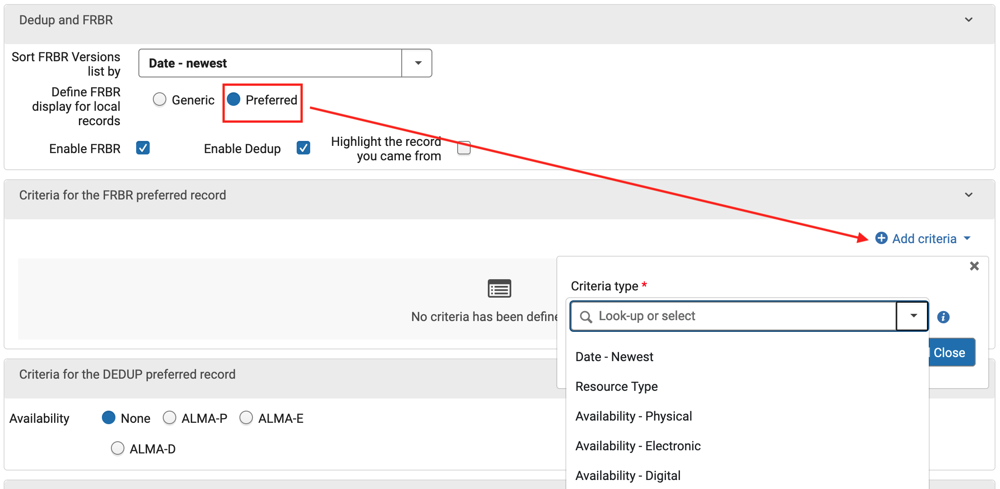 Dedup and FRBR
Sort FRBR Versions
list by
Date - newest
Define FRBR
display for local
records
Generic
Preferred
Enable FRBR
Enable Dedup
Highlight the record
you came from
Criteria for the FRBR preferred record
Add criteria
No criteria has been define
Criteria type *
Look-up or select
Date - Newest
Resource Type
Availability - Physical
Availability - Electronic
Availability - Digital
Close
Criteria for the DEDUP preferred record
Availability
None
ALMA-P
ALMA-E
ALMA-D